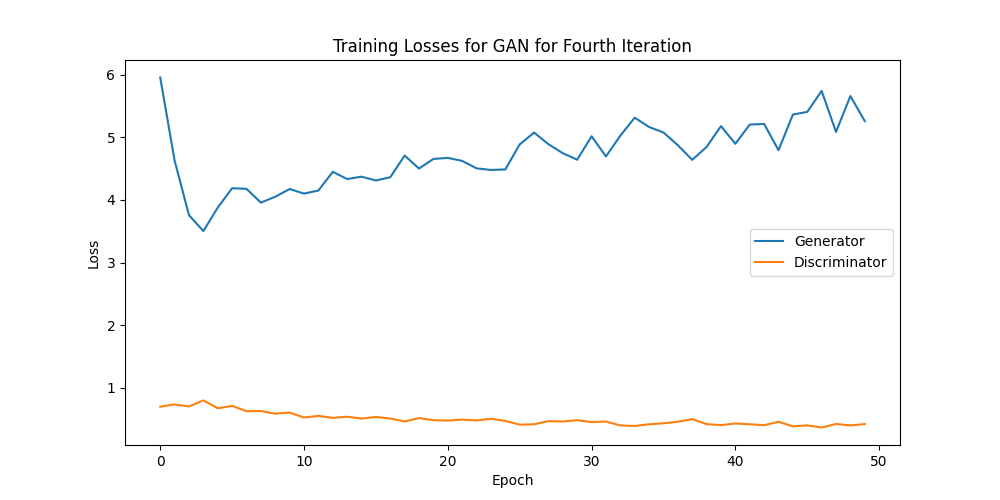 Training Losses for GAN for Fourth Iteration
6
5
4
3
2
1
Loss
Generator
Discriminator
0 10 20 30 40 50
Epoch